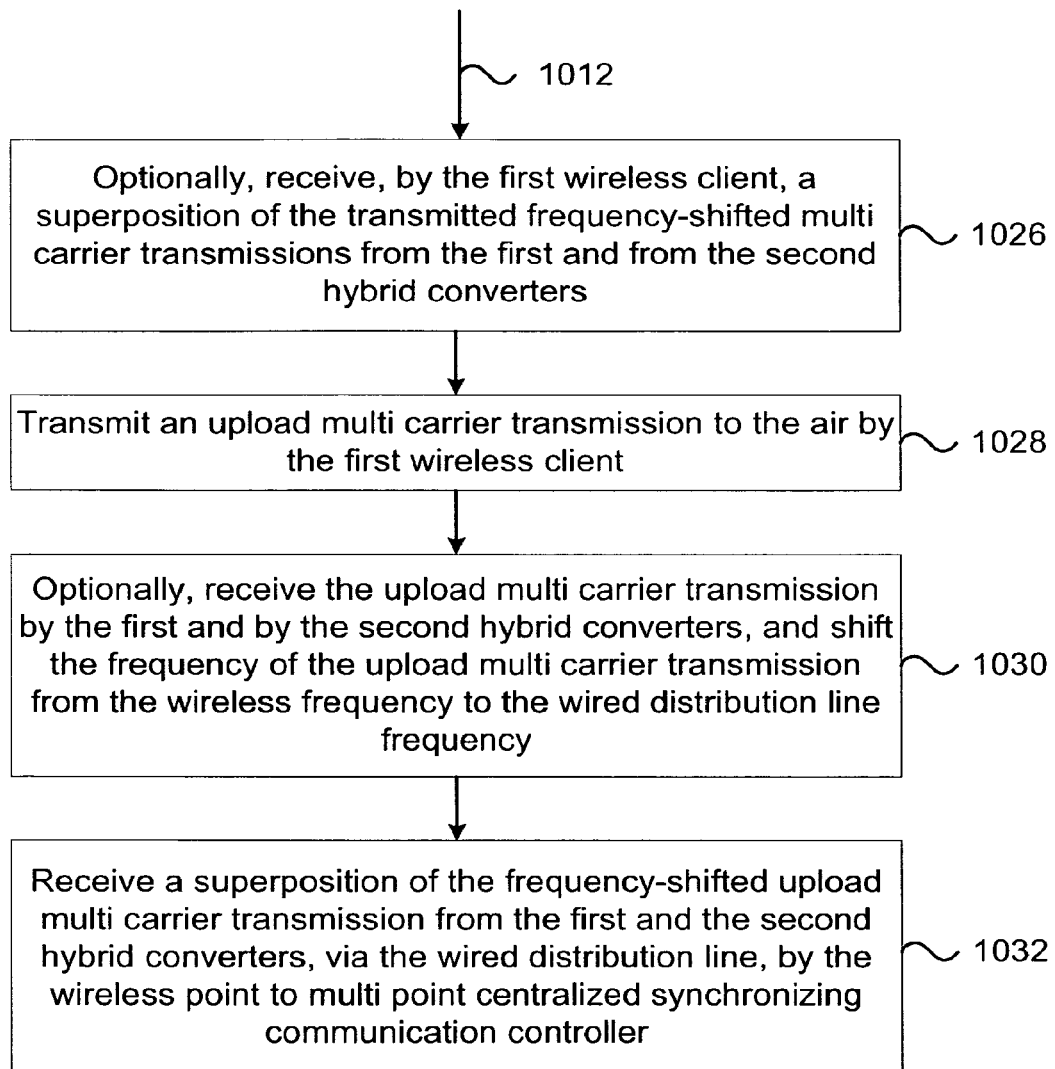 1012
Optionally, receive, by the first wireless client, a
superposition of the transmitted frequency-shifted multi
carrier transmissions from the first and from the second
hybrid converters
1026
Transmit an upload multi carrier transmission to the air by
the first wireless client
1028
Optionally, receive the upload multi carrier transmission
by the first and by the second hybrid converters, and shift
the frequency of the upload multi carrier transmission
from the wireless frequency to the wired distribution line
frequency
1030
Receive a superposition of the frequency-shifted upload
multi carrier transmission from the first and the second
hybrid converters, via the wired distribution line, by the
wireless point to multi point centralized synchronizing
communication controller
1032